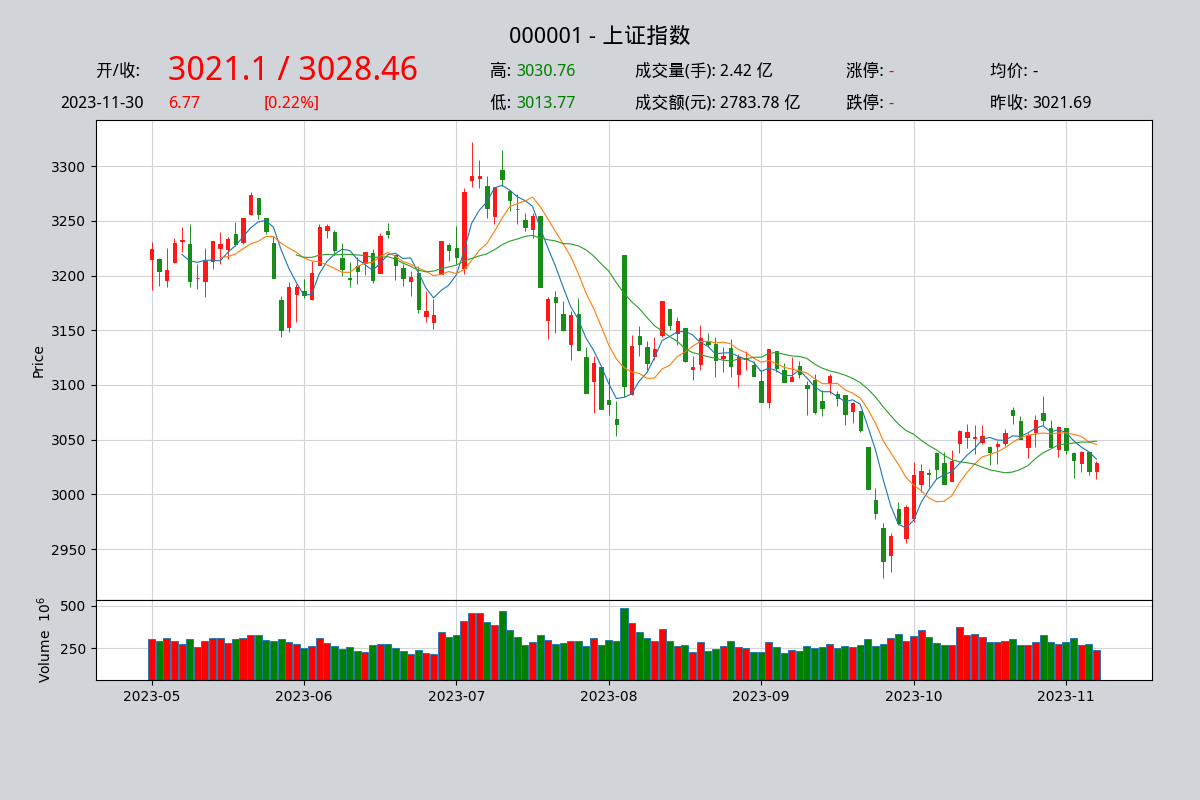 000001 - 上证指数
开/收: 3021.1 / 3028.46 高: 3030.76 成交量(手): 2.42 亿 涨停: - 均价: -
2023-11-30 6.77 [0.22%] 低: 3013.77 成交额(元): 2783.78 亿 跌停: - 昨收: 3021.69
Price
3300
3250
3200
3150
3100
3050
3000
2950
Volume 10^6
500
250
2023-05 2023-06 2023-07 2023-08 2023-09 2023-10 2023-11